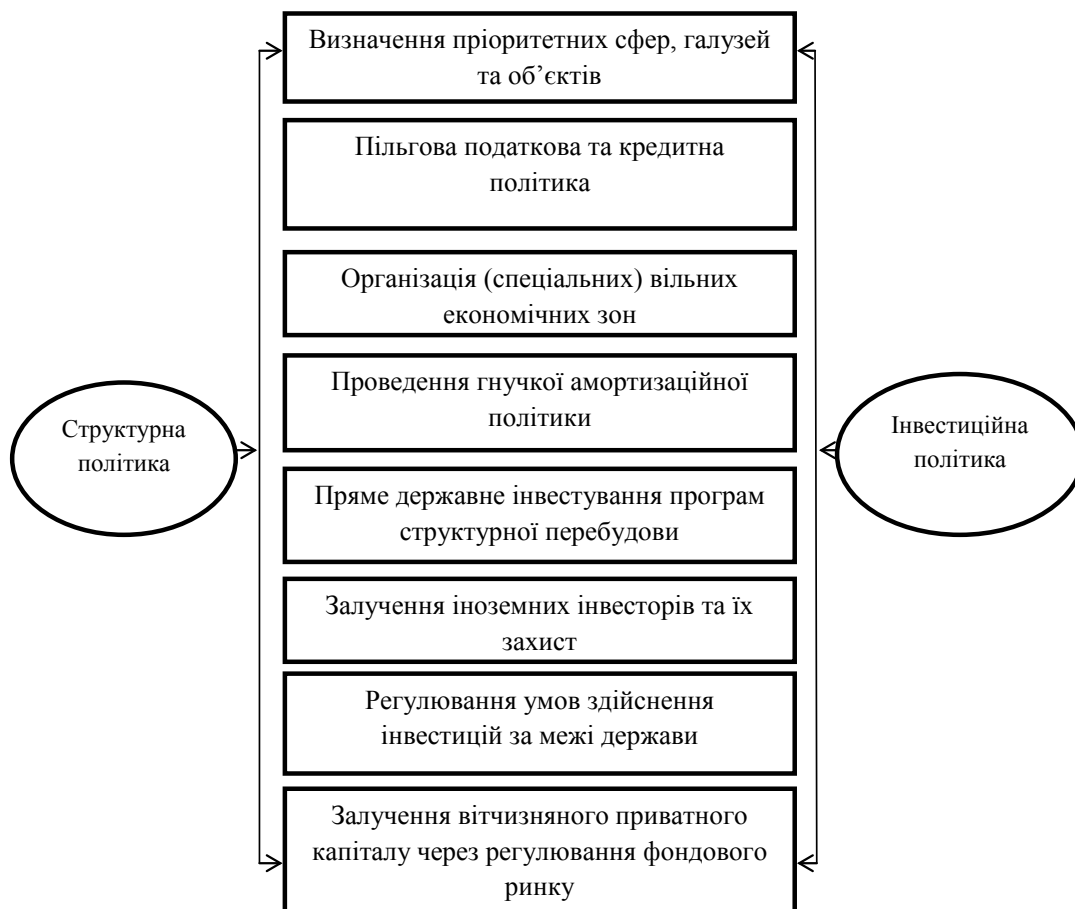 Визначення пріоритетних сфер, галузей
та об’єктів
Пільгова податкова та кредитна
політика
Організація (спеціальних) вільних
економічних зон
Проведення гнучкої амортизаційної
політики
Структурна
політика
Інвестиційна
політика
Пряме державне інвестування програм
структурної перебудови
Залучення іноземних інвесторів та їх
захист
Регулювання умов здійснення
інвестицій за межі держави
Залучення вітчизняного приватного
капіталу через регулювання фондового
ринку